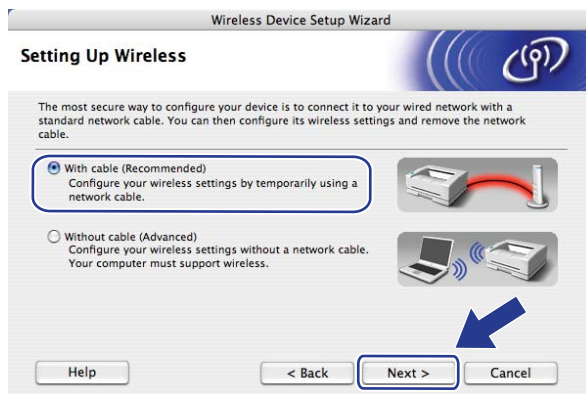 Wireless Device Setup Wizard
Setting Up Wireless
The most secure way to configure your device is to connect it to your wired network with a
standard network cable. You can then configure its wireless settings and remove the network
cable.
With cable (Recommended)
Configure your wireless settings by temporarily using a
network cable.
Without cable (Advanced)
Configure your wireless settings without a network cable.
Your computer must support wireless.
Help
< Back
Next >
Cancel